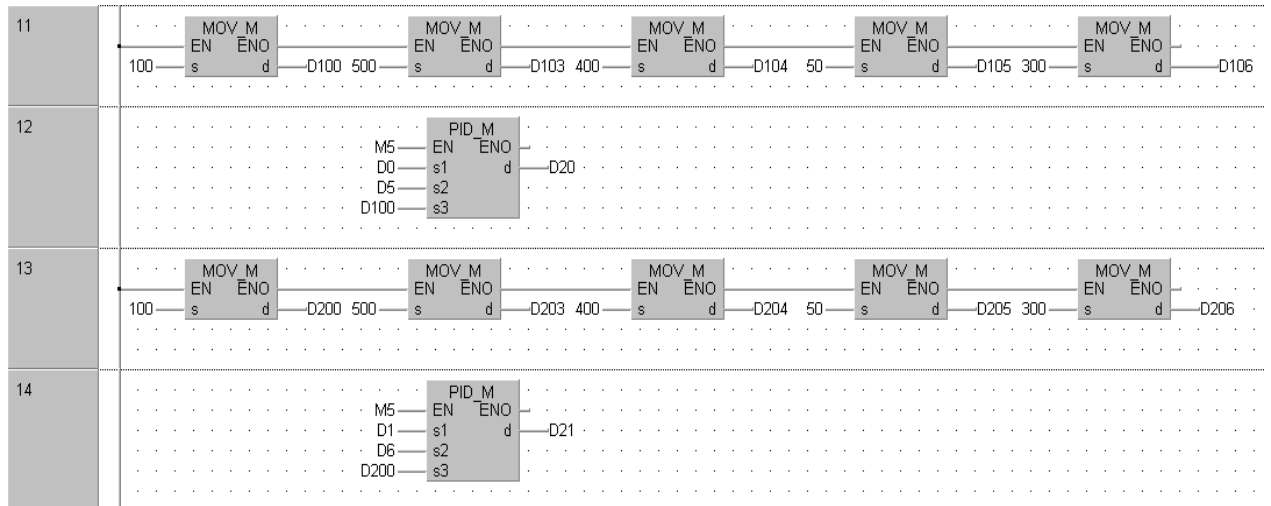 11
MOV_M MOV_M MOV_M MOV_M MOV_M
EN ENO EN ENO EN ENO EN ENO EN ENO
100 s d D100 500 s d D103 400 s d D104 50 s d D105 300 s d D106
12
PID_M
M5 EN ENO
D0 s1 d D20
D5 s2
D100 s3
13
MOV_M MOV_M MOV_M MOV_M MOV_M
EN ENO EN ENO EN ENO EN ENO EN ENO
100 s d D200 500 s d D203 400 s d D204 50 s d D205 300 s d D206
14
PID_M
M5 EN ENO
D1 s1 d D21
D6 s2
D200 s3